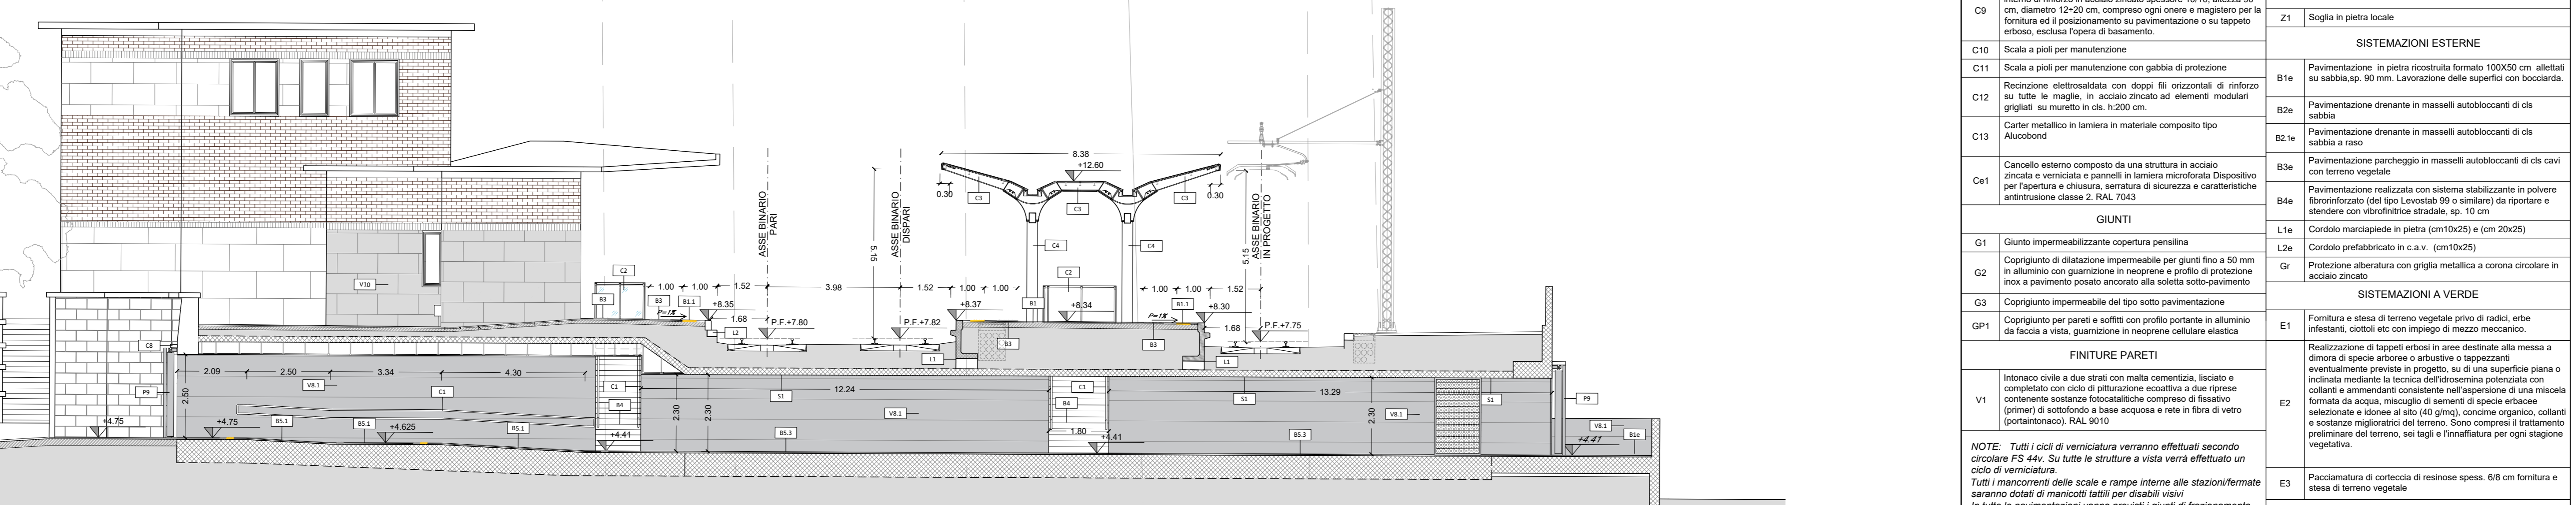 8.38
+12.60
0.30
C3
C3
C3
0.30
ASSE BINARIO
PARI
ASSE BINARIO
DISPARI
ASSE BINARIO
IN PROGETTO
5.15
5.15
C4
C4
V10
C2
C2
B3
1.00
1.00
1.52
3.98
1.52
1.00
1.00
1.00
1.00
1.52
B3
B1.1
+8.35
+8.37
B1
+8.34
B1.1
+8.30
P=1%
P=1%
1.68
P.F.+7.80
P.F.+7.82
1.68
P.F.+7.75
L2
L1
B3
B3
L1
C8
2.09
2.50
3.34
4.30
V8.1
C1
C1
12.24
C1
13.29
P9
2.50
S1
S1
S1
P9
B4
2.30
2.30
V8.1
B4
V8.1
2.30
+4.75
+4.75
B5.1
B5.1
+4.625
B5.1
+4.41
B5.3
1.80
+4.41
B5.3
V8.1
B1e
+4.41
C9
cm, diametro 12÷20 cm, compreso ogni onere e magistero per la
fornitura ed il posizionamento su pavimentazione o su tappeto
erboso, esclusa l'opera di basamento.
C10 Scala a pioli per manutenzione
C11 Scala a pioli per manutenzione con gabbia di protezione
C12 Recinzione elettrosaldata con doppi fili orizzontali di rinforzo
su tutte le maglie, in acciaio zincato ad elementi modulari
grigliati su muretto in cls. h:200 cm.
C13 Carter metallico in lamiera in materiale composito tipo
Alucobond
Ce1 Cancello esterno composto da una struttura in acciaio
zincata e verniciata e pannelli in lamiera microforata Dispositivo
per l'apertura e chiusura, serratura di sicurezza e caratteristiche
antintrusione classe 2. RAL 7043
GIUNTI
G1 Giunto impermeabilizzante copertura pensilina
G2 Coprigiunto di dilatazione impermeabile per giunti fino a 50 mm
in alluminio con guarnizione in neoprene e profilo di protezione
inox a pavimento posato ancorato alla soletta sotto-pavimento
G3 Coprigiunto impermeabile del tipo sotto pavimentazione
GP1 Coprigiunto per pareti e soffitti con profilo portante in alluminio
da faccia a vista, guarnizione in neoprene cellulare elastica
FINITURE PARETI
V1 Intonaco civile a due strati con malta cementizia, lisciato e
completato con ciclo di pitturazione ecoattiva a due riprese
contenente sostanze fotocatalitiche compreso di fissativo
(primer) di sottofondo a base acquosa e rete in fibra di vetro
(portaintonaco). RAL 9010
NOTE: Tutti i cicli di verniciatura verranno effettuati secondo
circolare FS 44v. Su tutte le strutture a vista verrà effettuato un
ciclo di verniciatura.
Tutti i mancorrenti delle scale e rampe interne alle stazioni/fermate
saranno dotati di manicotti tattili per disabili visivi
Z1 Soglia in pietra locale
SISTEMAZIONI ESTERNE
B1e Pavimentazione in pietra ricostruita formato 100X50 cm allettati
su sabbia,sp. 90 mm. Lavorazione delle superfici con bocciarda.
B2e Pavimentazione drenante in masselli autobloccanti di cls
sabbia
B2.1e Pavimentazione drenante in masselli autobloccanti di cls
sabbia a raso
B3e Pavimentazione parcheggio in masselli autobloccanti di cls cavi
con terreno vegetale
B4e Pavimentazione realizzata con sistema stabilizzante in polvere
fibrorinforzato (del tipo Levostab 99 o similare) da riportare e
stendere con vibrofinitrice stradale, sp. 10 cm
L1e Cordolo marciapiede in pietra (cm10x25) e (cm 20x25)
L2e Cordolo prefabbricato in c.a.v. (cm10x25)
Gr Protezione alberatura con griglia metallica a corona circolare in
acciaio zincato
SISTEMAZIONI A VERDE
E1 Fornitura e stesa di terreno vegetale privo di radici, erbe
infestanti, ciottoli etc con impiego di mezzo meccanico.
E2 Realizzazione di tappeti erbosi in aree destinate alla messa a
dimora di specie arboree o arbustive o tappezzanti
eventualmente previste in progetto, su di una superficie piana o
inclinata mediante la tecnica dell'idrosemina potenziata con
collanti e ammendanti consistente nell'aspersione di una miscela
formata da acqua, miscuglio di sementi di specie erbacee
selezionate e idonee al sito (40 g/mq), concime organico, collanti
e sostanze miglioratrici del terreno. Sono compresi il trattamento
preliminare del terreno, sei tagli e l'innaffiatura per ogni stagione
vegetativa.
E3 Pacciamatura di corteccia di resinose spess. 6/8 cm fornitura e
stesa di terreno vegetale